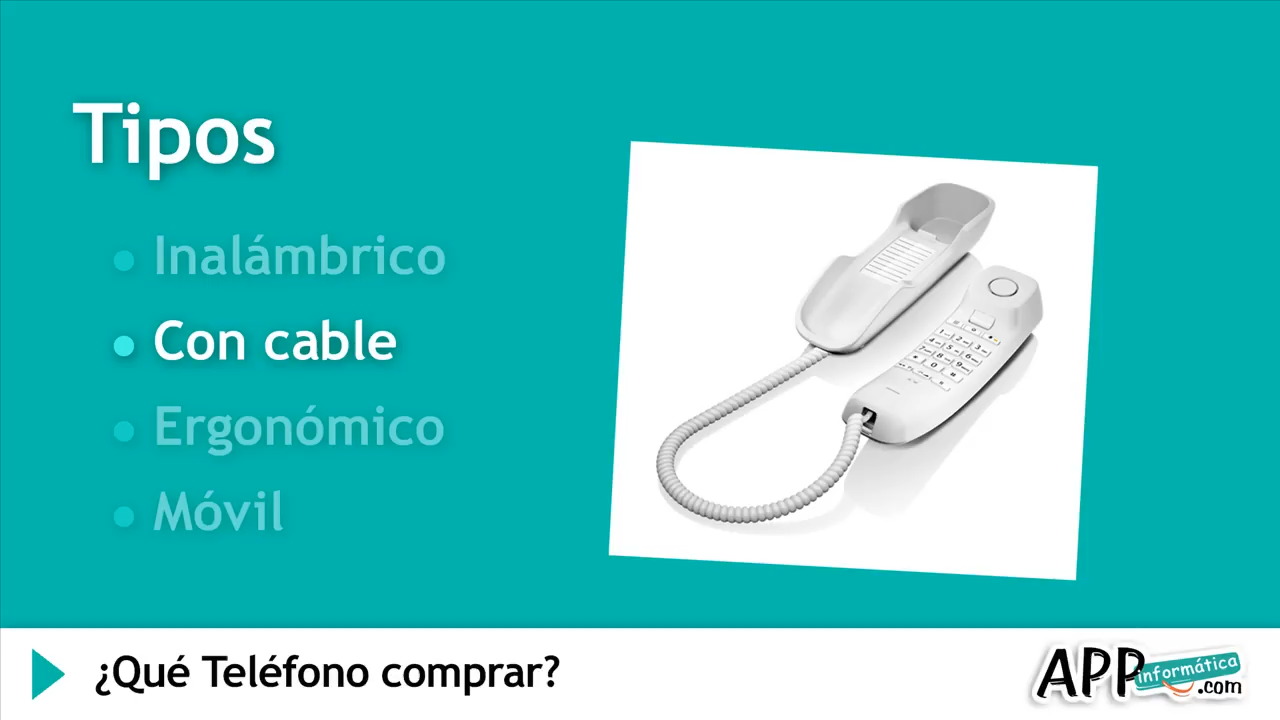 Tipos
Inalámbrico
Con cable
Ergonómico
Móvil
¿Qué Teléfono comprar?
APP informática .com